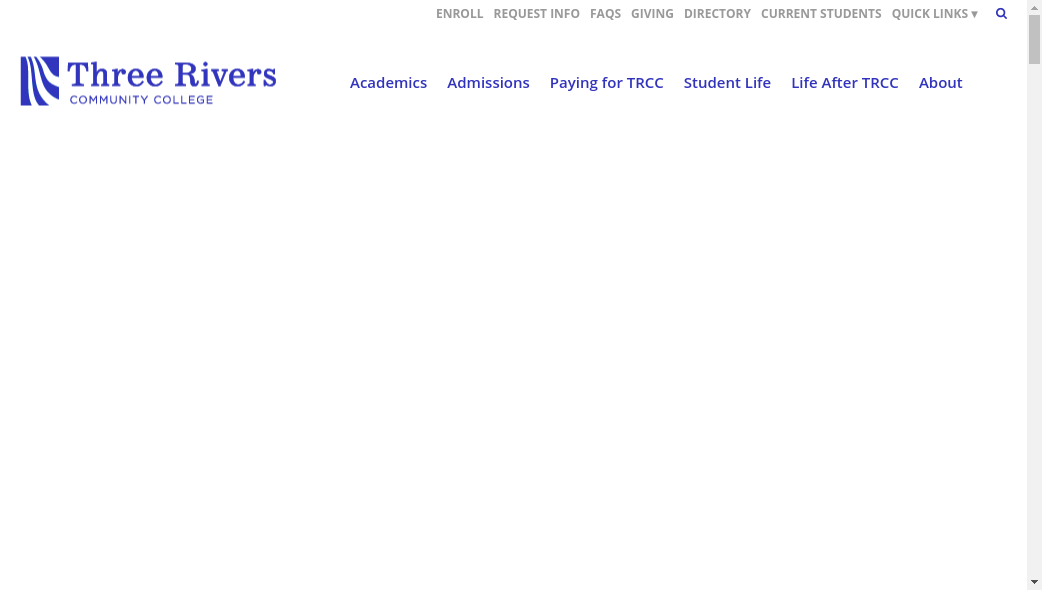 ENROLL REQUEST INFO FAQS GIVING DIRECTORY CURRENT STUDENTS QUICK LINKS ▾
Three Rivers
COMMUNITY COLLEGE
Academics Admissions Paying for TRCC Student Life Life After TRCC About